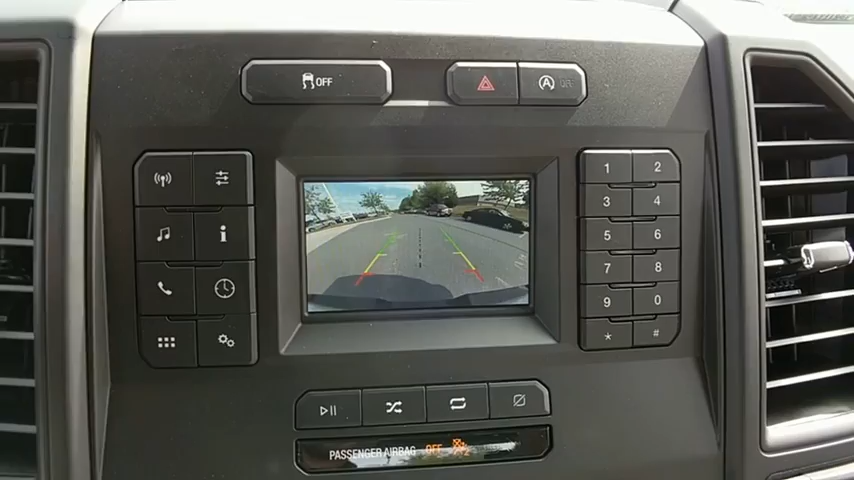 OFF
A OFF
1 2
3 4
i
5 6
7 8
9 0
* #
PASSENGER AIRBAG OFF